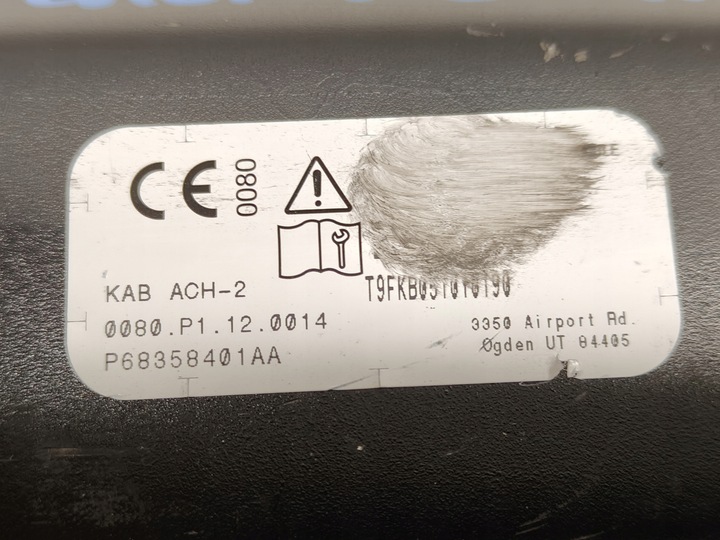 CE 0080
KAB ACH-2
0080.P1.12.0014
P68358401AA
3350 Airport Rd.
Ogden UT 84405